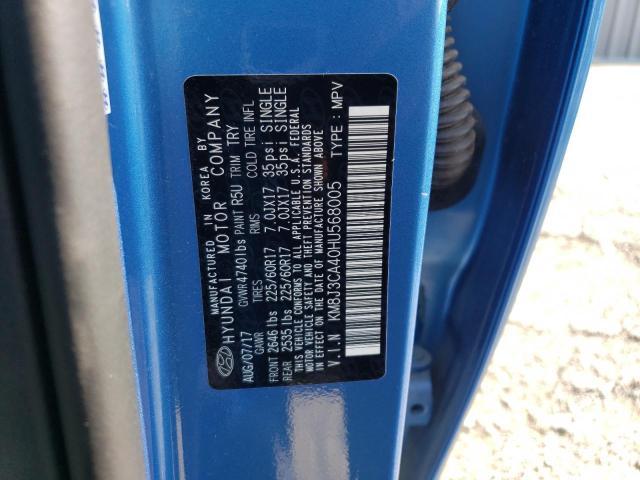 MANUFACTURED IN KOREA BY
HYUNDAI MOTOR COMPANY
AUG/07/17 GVWR 4740lbs PAINT R5U TRIM TRY
GAWR TIRES RIMS COLD TIRE INFL
FRONT 2646 lbs 225/60R17 7.0JX17 35psi SINGLE
REAR 2535 lbs 225/60R17 7.0JX17 35psi SINGLE
THIS VEHICLE CONFORMS TO ALL APPLICABLE U.S.A. FEDERAL
MOTOR VEHICLE SAFETY AND THEFT PREVENTION STANDARDS
IN EFFECT ON THE DATE OF MANUFACTURE SHOWN ABOVE.
V.I.N KM8J3CA40HU568005 TYPE : MPV